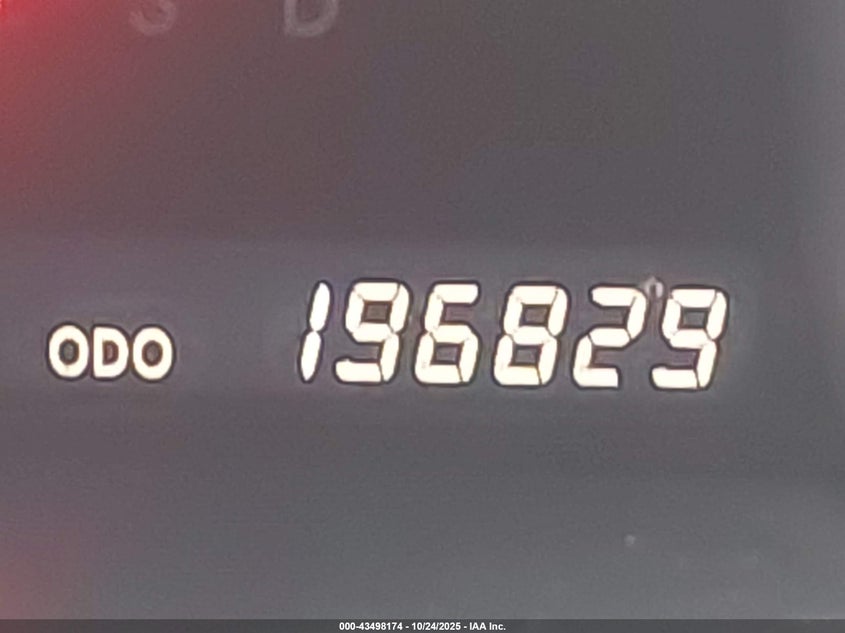 S D
ODO 196829
000-43498174 - 10/24/2025 - IAA Inc.